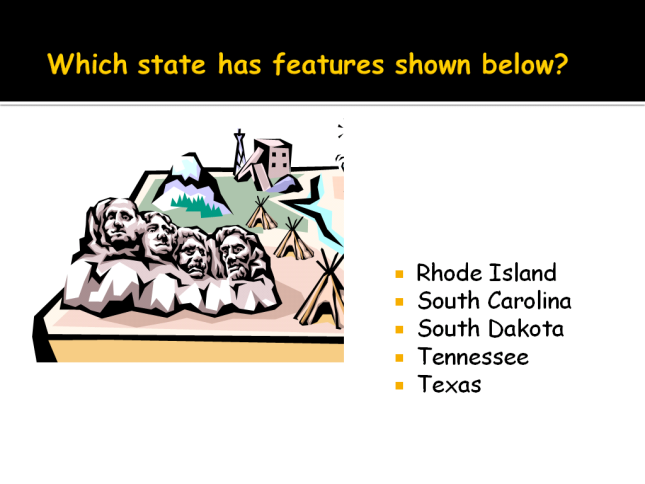 Which state has features shown below?
Rhode Island
South Carolina
South Dakota
Tennessee
Texas